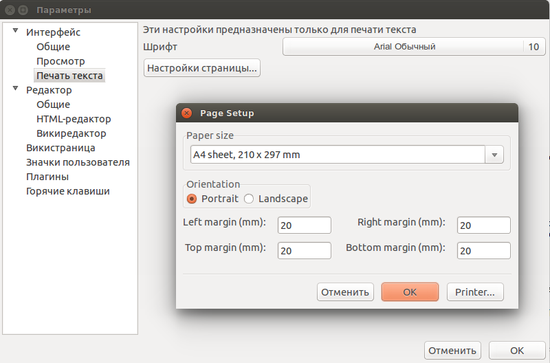 Параметры
Интерфейс
Общие
Просмотр
Печать текста
Редактор
Общие
HTML-редактор
Викиредактор
Викистраница
Значки пользователя
Плагины
Горячие клавиши
Эти настройки предназначены только для печати текста
Шрифт Arial Обычный 10
Настройки страницы...
Page Setup
Paper size
A4 sheet, 210 x 297 mm
Orientation
Portrait Landscape
Left margin (mm): 20 Right margin (mm): 20
Top margin (mm): 20 Bottom margin (mm): 20
Отменить OK Printer...
Отменить OK